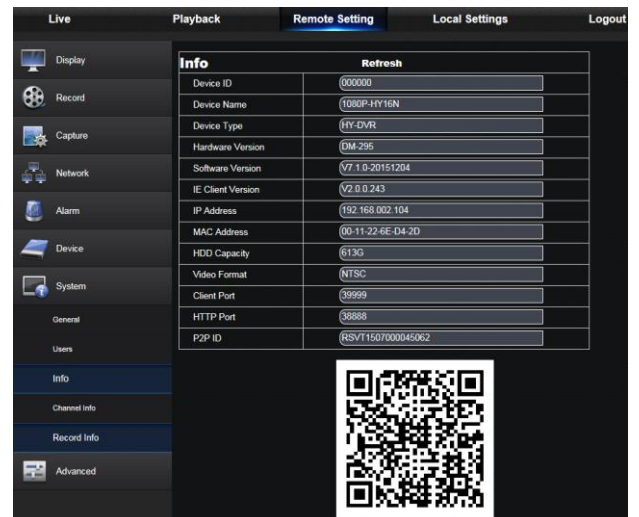 Live Playback Remote Setting Local Settings Logout
Display
Record
Capture
Network
Alarm
Device
System
General
Users
Info
Channel Info
Record Info
Advanced
Info Refresh
Device ID 000000
Device Name 1080P-HY16N
Device Type HY-DVR
Hardware Version DM-295
Software Version V7.1.0-20151204
IE Client Version V2.0.0.243
IP Address 192.168.002.104
MAC Address 00-11-22-6E-D4-2D
HDD Capacity 613G
Video Format NTSC
Client Port 39999
HTTP Port 38888
P2P ID RSVT1507000045062